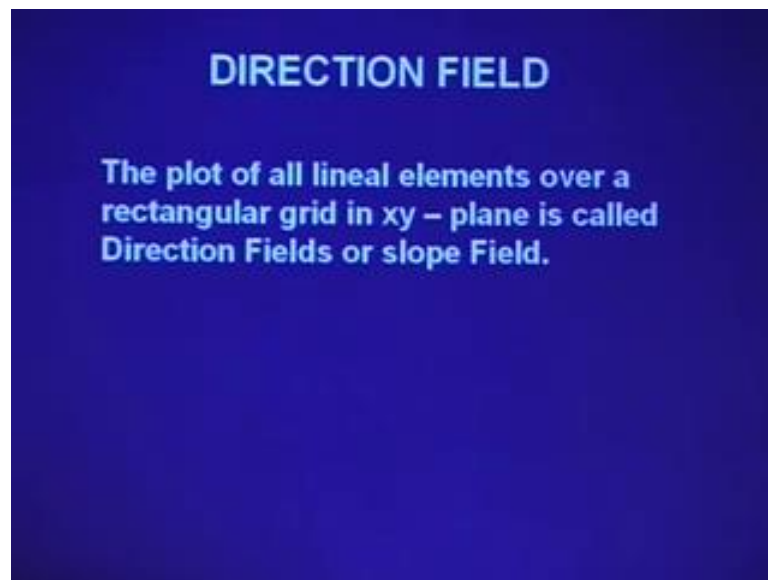 DIRECTION FIELD
The plot of all lineal elements over a
rectangular grid in xy – plane is called
Direction Fields or slope Field.